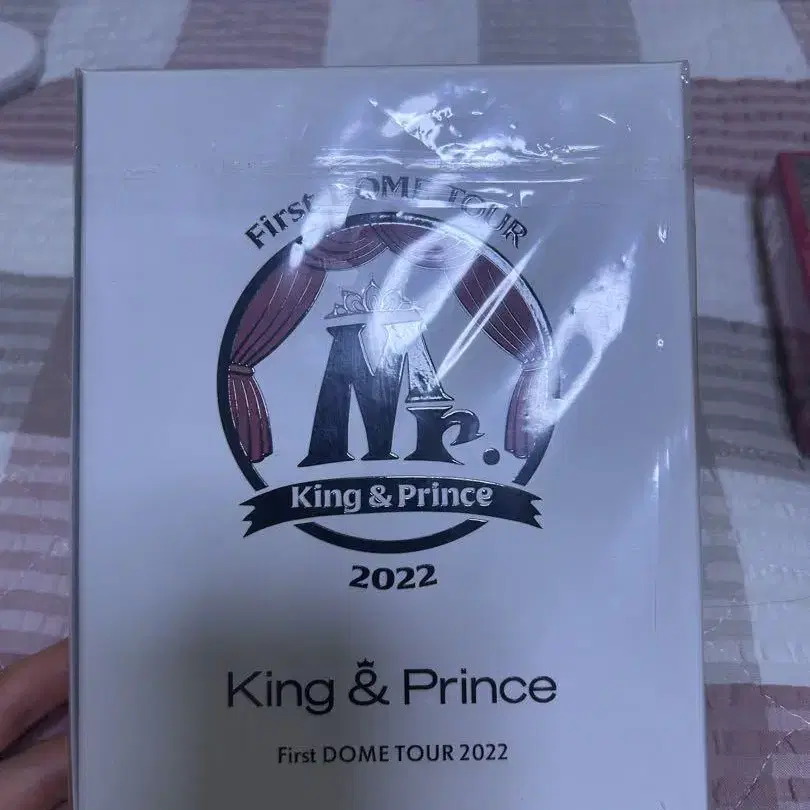 First DOME TOUR
Mr.
King & Prince
2022
King & Prince
First DOME TOUR 2022